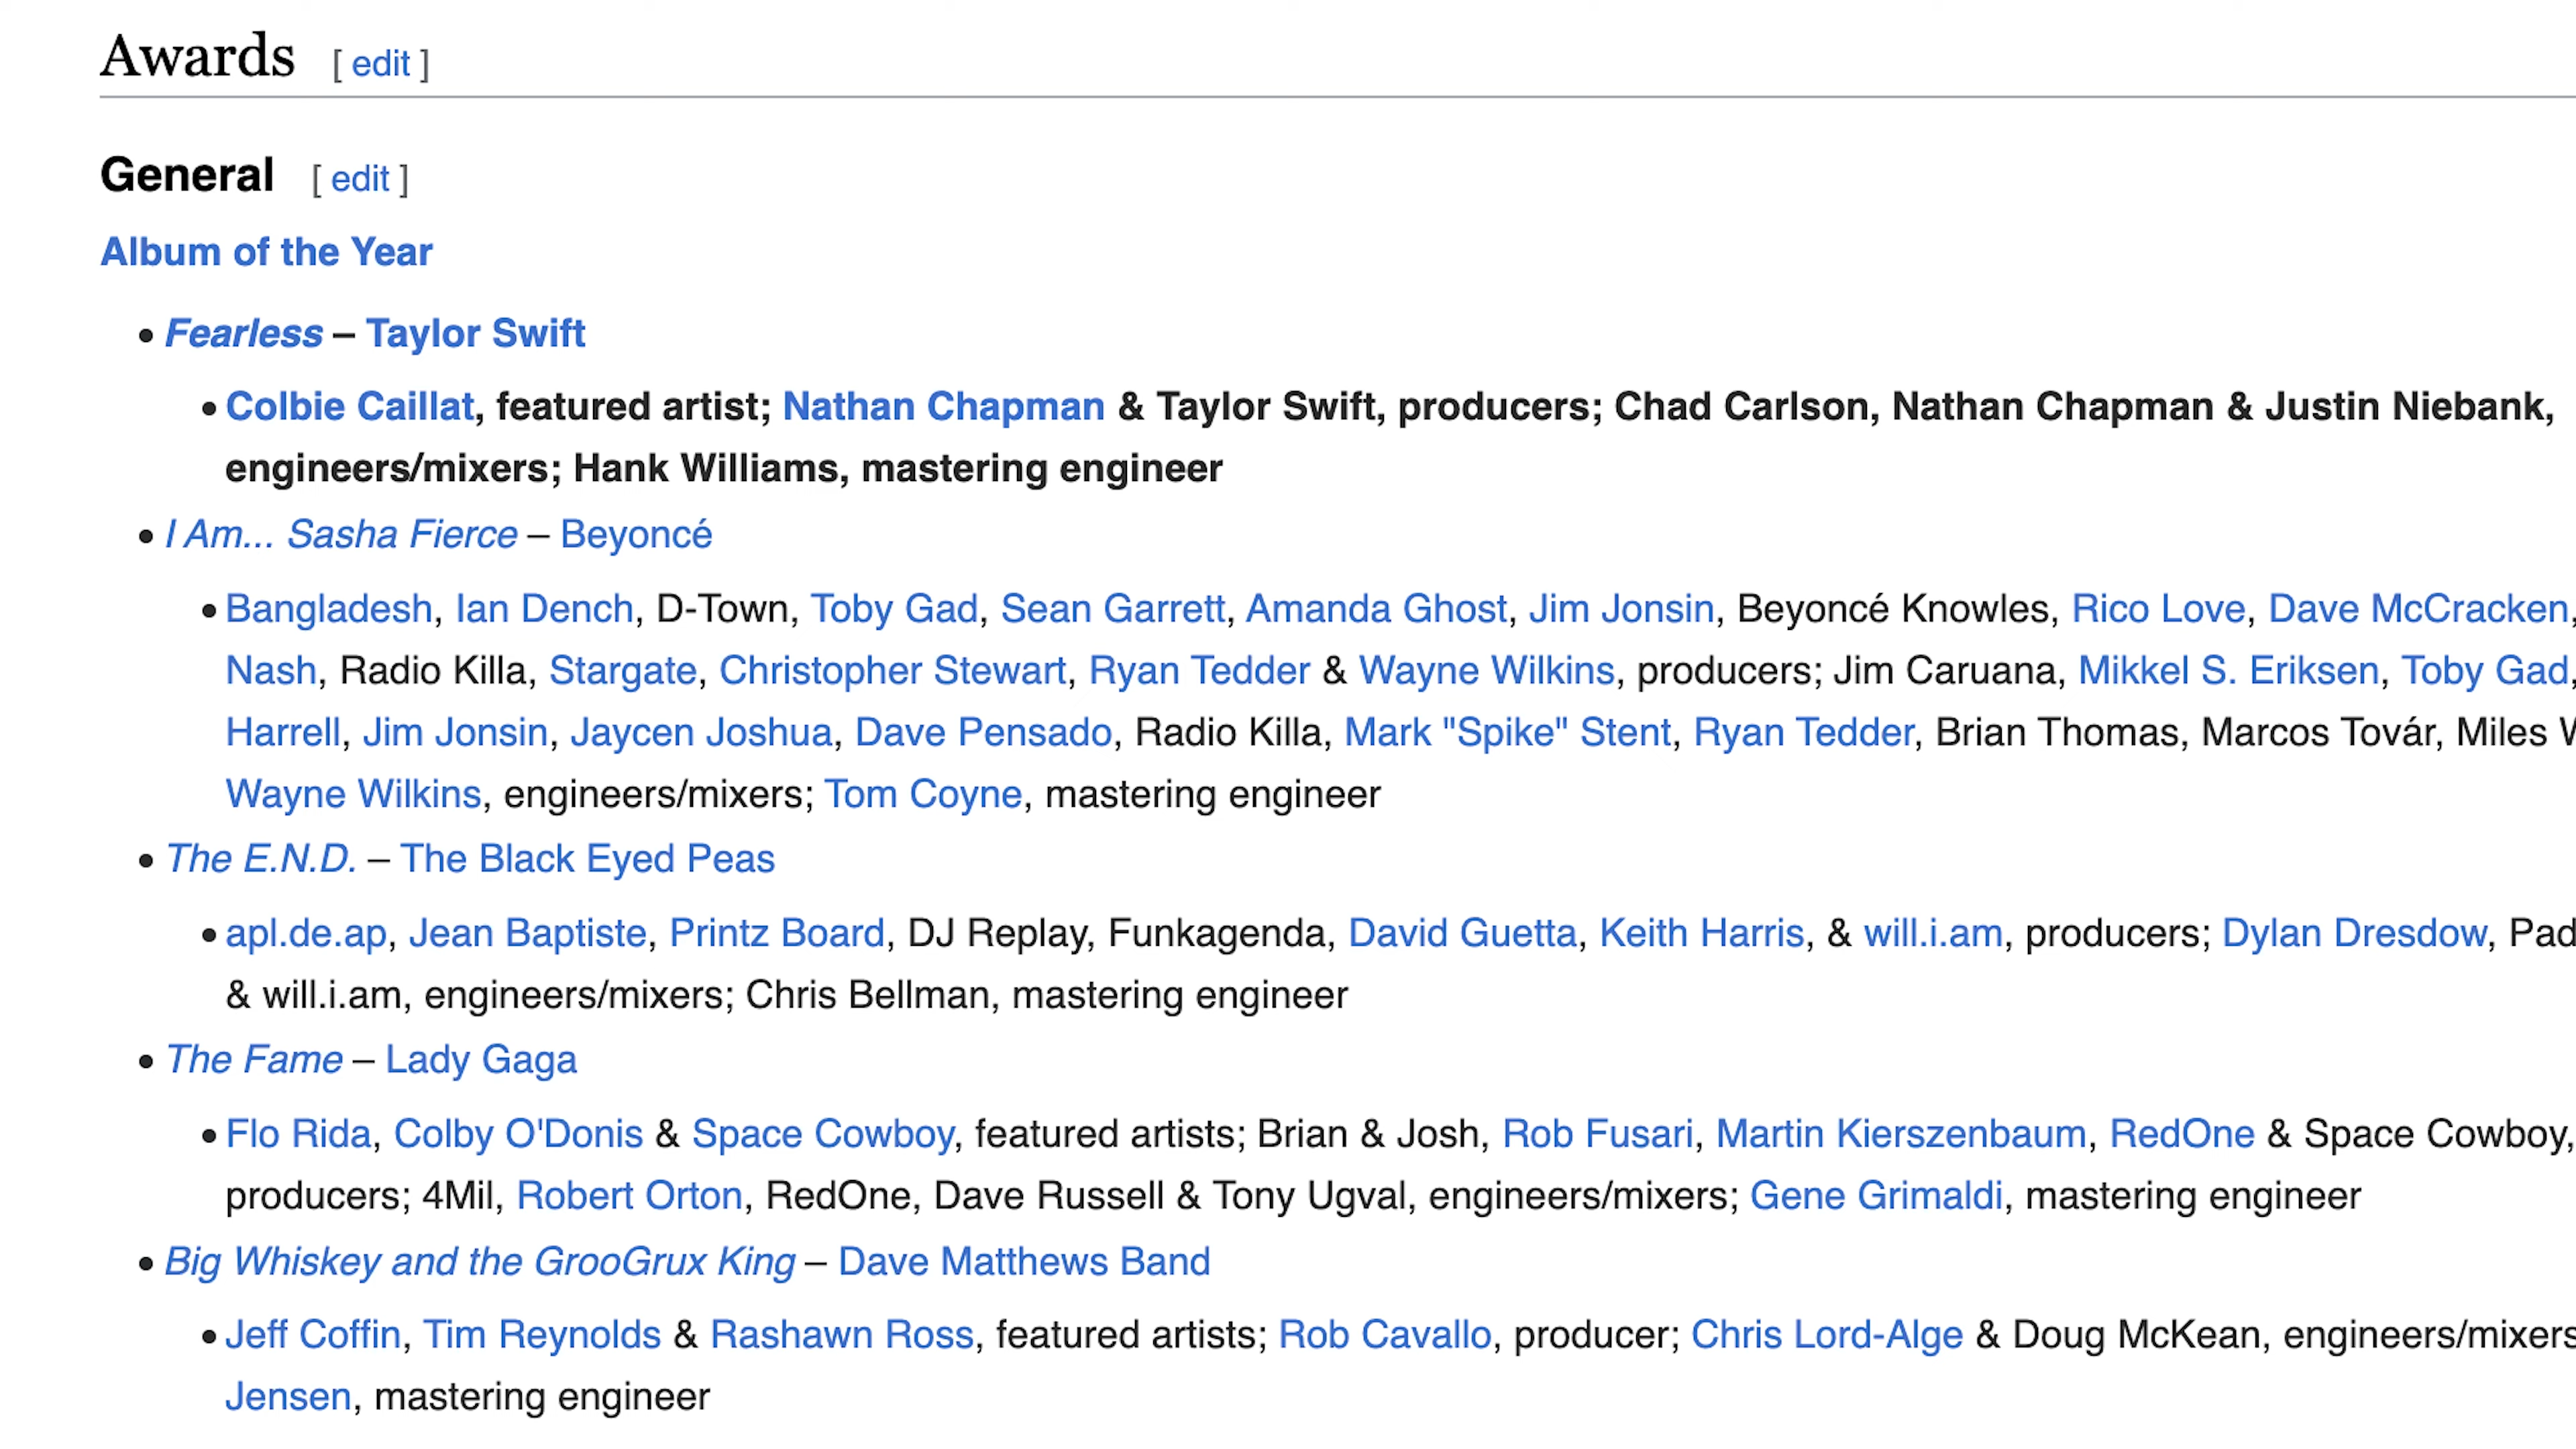 Awards [ edit ]
General [ edit ]
Album of the Year
• Fearless – Taylor Swift
• Colbie Caillat, featured artist; Nathan Chapman & Taylor Swift, producers; Chad Carlson, Nathan Chapman & Justin Niebank,
engineers/mixers; Hank Williams, mastering engineer
• I Am... Sasha Fierce – Beyoncé
• Bangladesh, Ian Dench, D-Town, Toby Gad, Sean Garrett, Amanda Ghost, Jim Jonsin, Beyoncé Knowles, Rico Love, Dave McCracken,
Nash, Radio Killa, Stargate, Christopher Stewart, Ryan Tedder & Wayne Wilkins, producers; Jim Caruana, Mikkel S. Eriksen, Toby Gad,
Harrell, Jim Jonsin, Jaycen Joshua, Dave Pensado, Radio Killa, Mark "Spike" Stent, Ryan Tedder, Brian Thomas, Marcos Továr, Miles
Wayne Wilkins, engineers/mixers; Tom Coyne, mastering engineer
• The E.N.D. – The Black Eyed Peas
• apl.de.ap, Jean Baptiste, Printz Board, DJ Replay, Funkagenda, David Guetta, Keith Harris, & will.i.am, producers; Dylan Dresdow, Pad
& will.i.am, engineers/mixers; Chris Bellman, mastering engineer
• The Fame – Lady Gaga
• Flo Rida, Colby O'Donis & Space Cowboy, featured artists; Brian & Josh, Rob Fusari, Martin Kierszenbaum, RedOne & Space Cowboy,
producers; 4Mil, Robert Orton, RedOne, Dave Russell & Tony Ugval, engineers/mixers; Gene Grimaldi, mastering engineer
• Big Whiskey and the GrooGrux King – Dave Matthews Band
• Jeff Coffin, Tim Reynolds & Rashawn Ross, featured artists; Rob Cavallo, producer; Chris Lord-Alge & Doug McKean, engineers/mixers
Jensen, mastering engineer